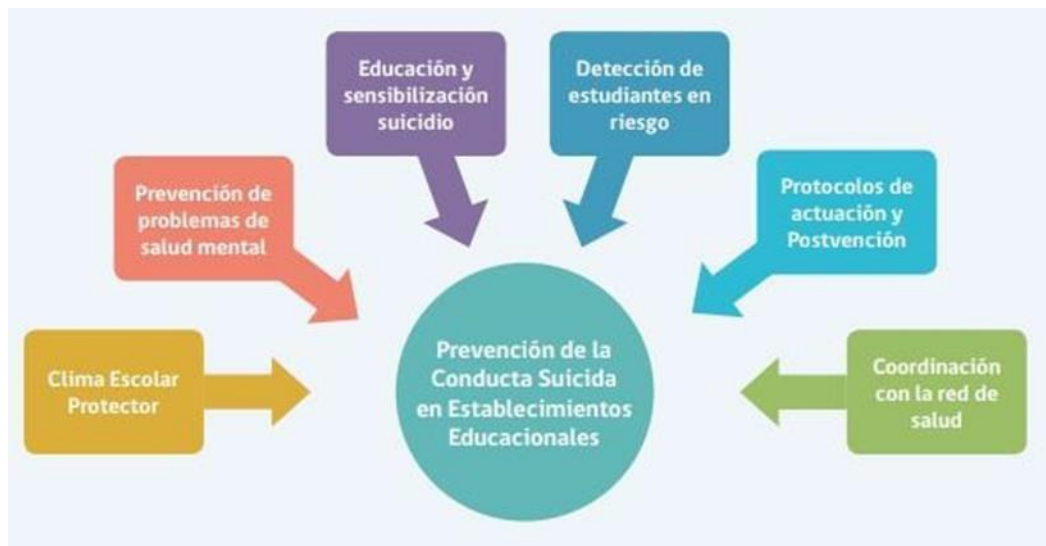 Educación y
sensibilización
suicidio
Detección de
estudiantes en
riesgo
Prevención de
problemas de
salud mental
Protocolos de
actuación y
Postvención
Clima Escolar
Protector
Prevención de la
Conducta Suicida
en Establecimientos
Educacionales
Coordinación
con la red de
salud